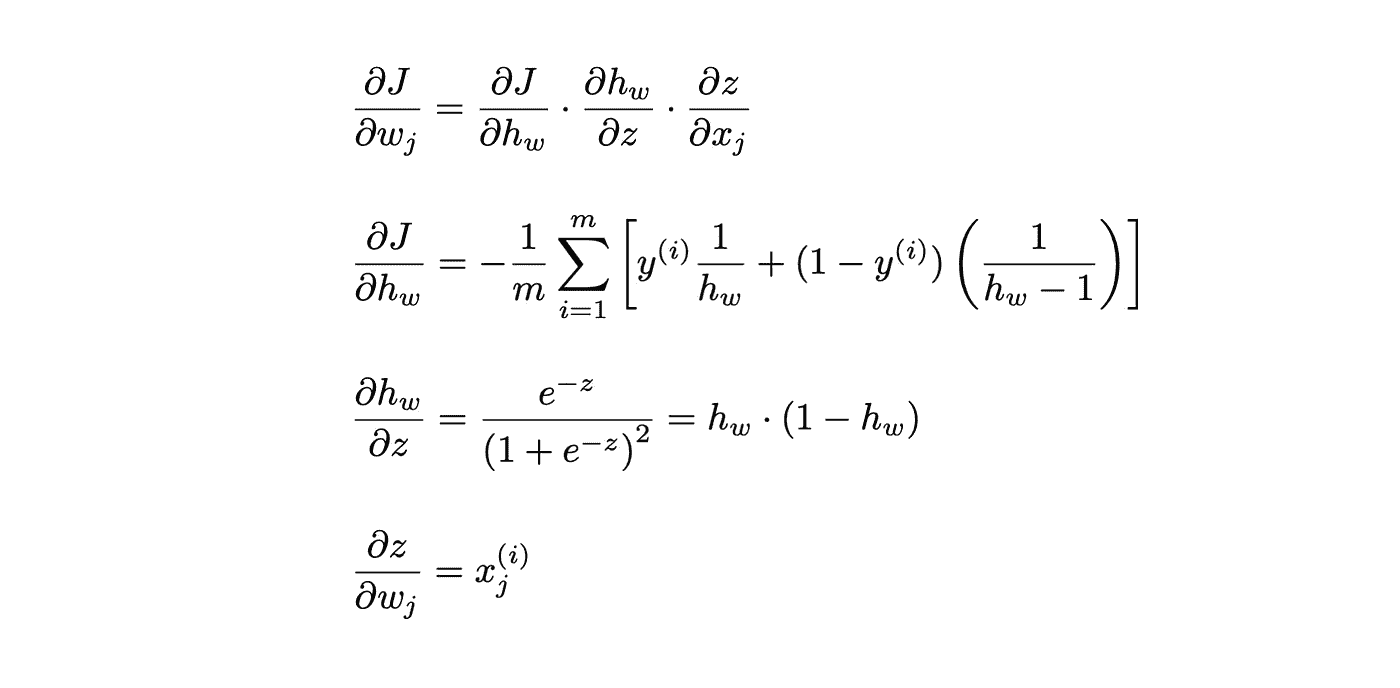 ∂J/∂w_j = ∂J/∂h_w · ∂h_w/∂z · ∂z/∂x_j
∂J/∂h_w = −1/m ∑_{i=1}^{m} [y^{(i)} 1/h_w + (1 − y^{(i)}) (1/(h_w − 1))]
∂h_w/∂z = e^{−z}/(1 + e^{−z})^2 = h_w · (1 − h_w)
∂z/∂w_j = x_j^{(i)}